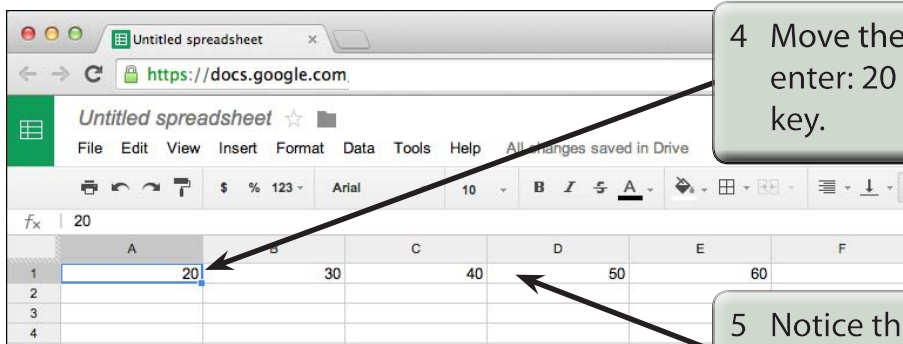 Untitled spreadsheet ×
https://docs.google.com
4 Move the
enter: 20
key.
Untitled spreadsheet
File Edit View Insert Format Data Tools Help All changes saved in Drive
$ % 123 Arial 10 B I S A
fx 20
A B C D E F
1 20 30 40 50 60
2
3
4
5 Notice th